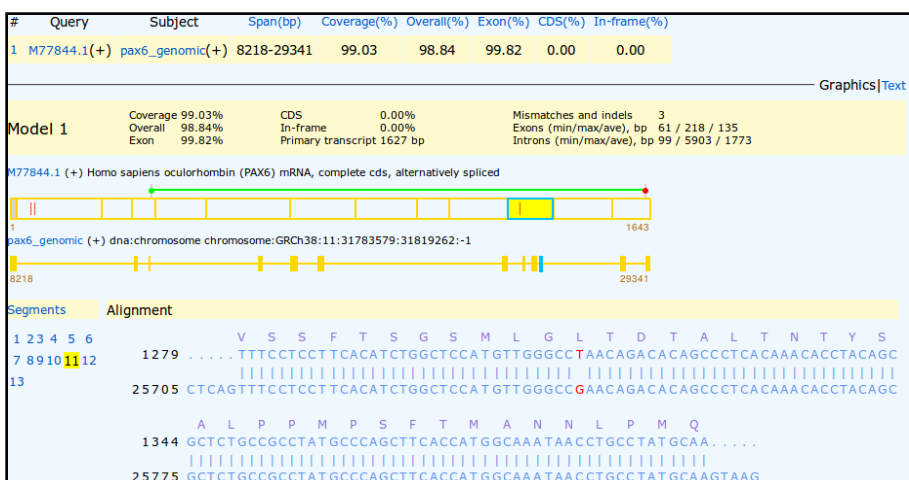 # Query Subject Span(bp) Coverage(%) Overall(%) Exon(%) CDS(%) In-frame(%)
1 M77844.1(+) pax6_genomic(+) 8218-29341 99.03 98.84 99.82 0.00 0.00
Graphics|Text
Model 1
Coverage 99.03% CDS 0.00% Mismatches and indels 3
Overall 98.84% In-frame 0.00% Exons (min/max/ave), bp 61 / 218 / 135
Exon 99.82% Primary transcript 1627 bp Introns (min/max/ave), bp 99 / 5903 / 1773
M77844.1 (+) Homo sapiens oculorhombin (PAX6) mRNA, complete cds, alternatively spliced
1 1643
pax6_genomic (+) dna:chromosome chromosome:GRCh38:11:31783579:31819262:-1
8218 29341
Segments Alignment
1 2 3 4 5 6
7 8 9 10 11 12
13
V S S F T S G S M L G L T D T A L T N T Y S
1279 .....TTTCCTCCTTCACATCTGGCTCCATGTTGGGCCTAACAGACACAGCCCTCACAAACACCTACAGC
25705 CTCAGTTTCCTCCTTCACATCTGGCTCCATGTTGGGCCGAACAGACACAGCCCTCACAAACACCTACAGC
A L P P M P S F T M A N N L P M Q
1344 GCTCTGCCGCCTATGCCCAGCTTCACCATGGCAAATAACCTGCCTATGCAA.....
25775 GCTCTGCCGCCTATGCCCAGCTTCACCATGGCAAATAACCTGCCTATGCAAGTAAG